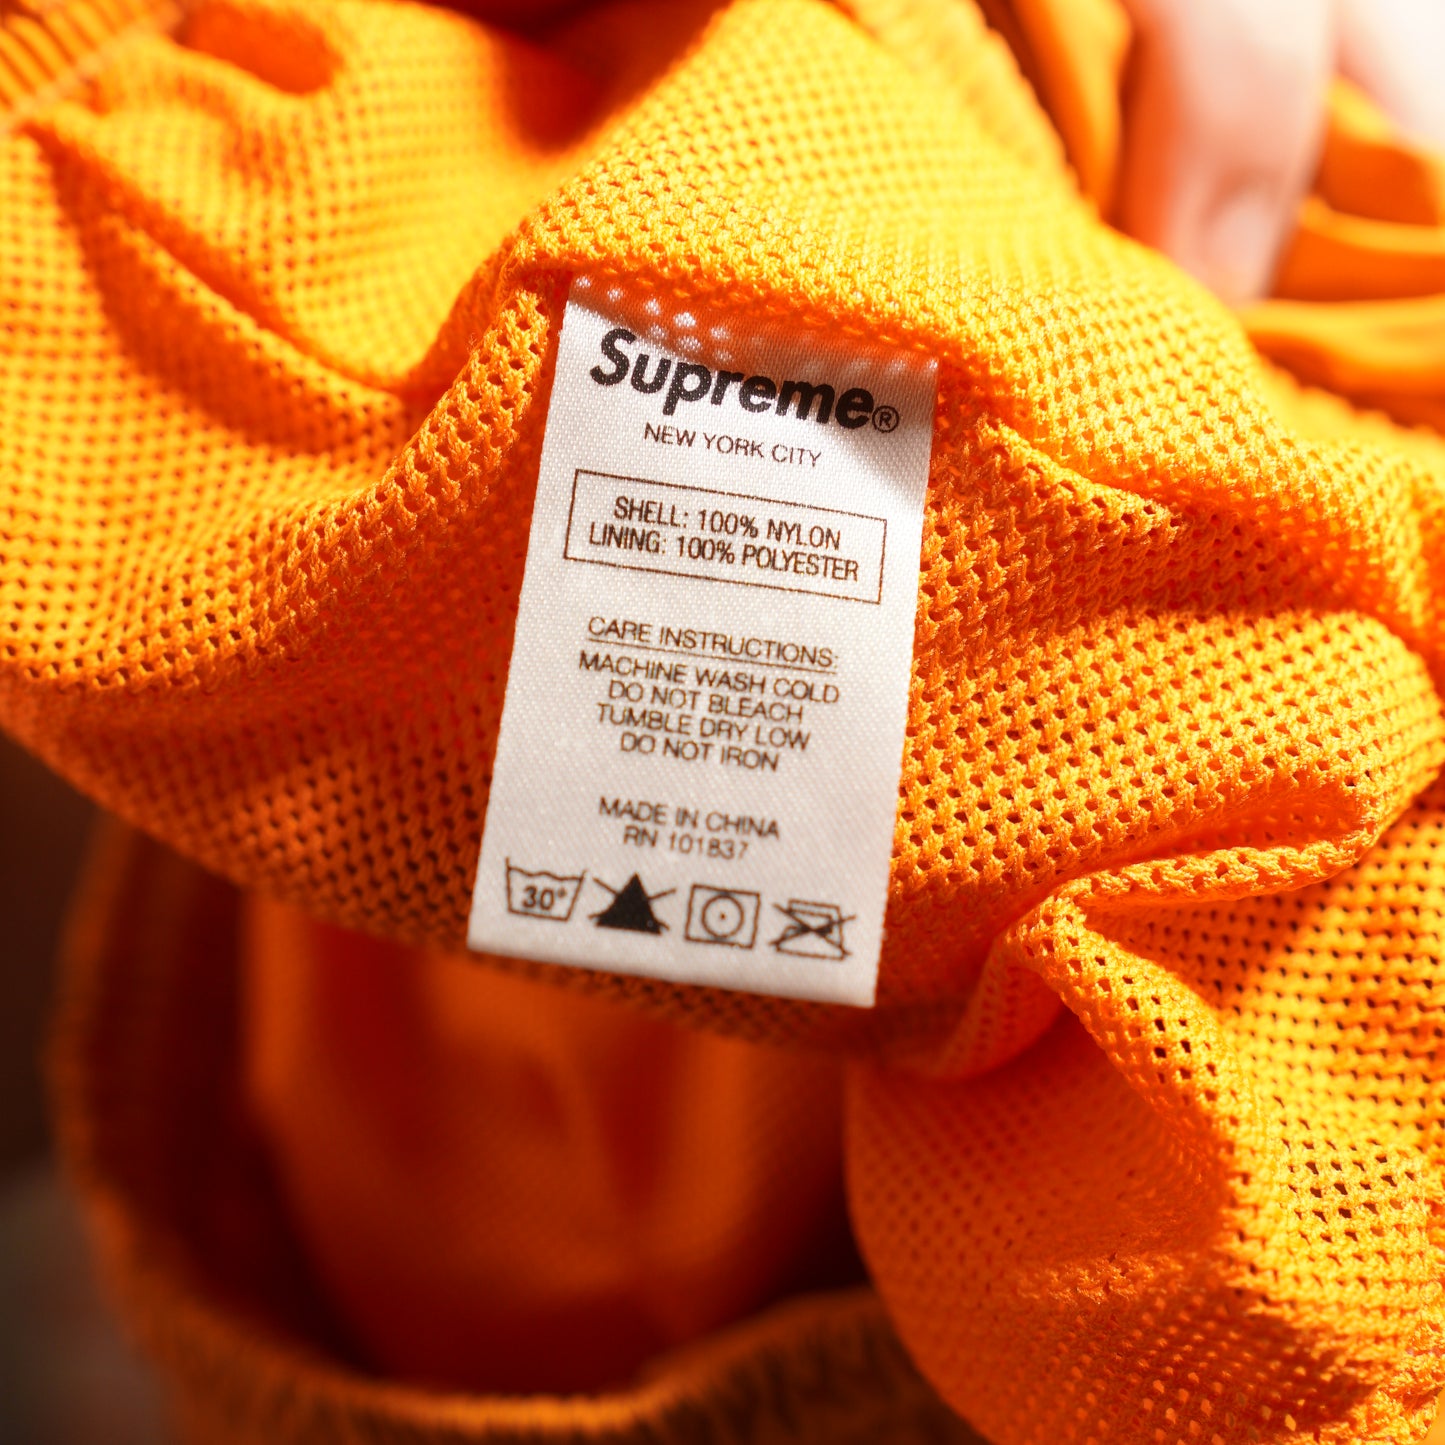 Supreme®
NEW YORK CITY
SHELL: 100% NYLON
LINING: 100% POLYESTER
CARE INSTRUCTIONS:
MACHINE WASH COLD
DO NOT BLEACH
TUMBLE DRY LOW
DO NOT IRON
MADE IN CHINA
RN 101837
30°